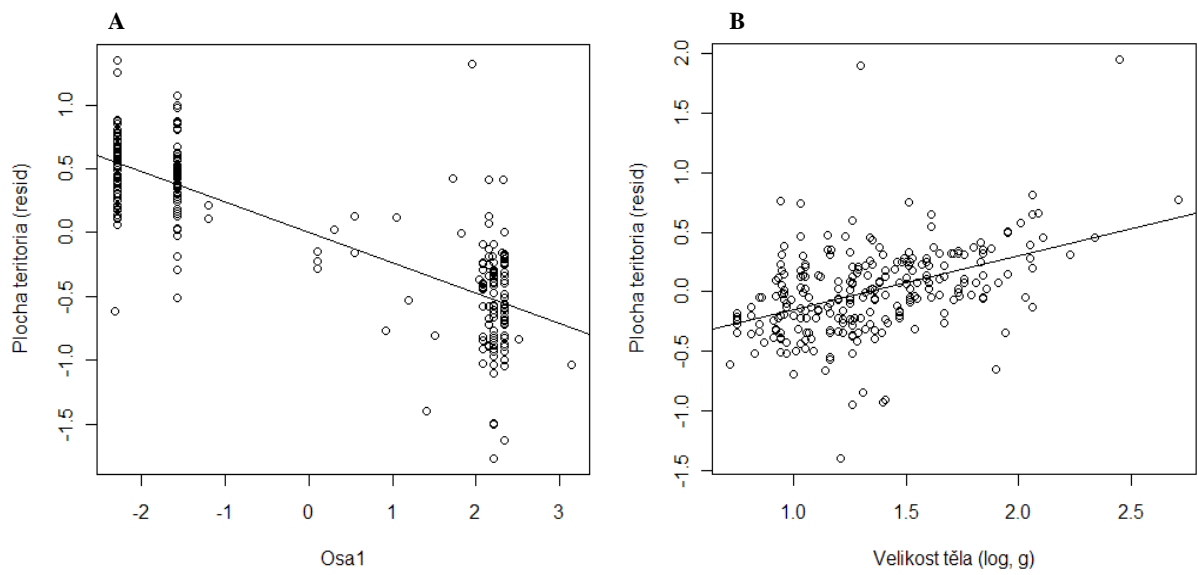 A
Plocha teritoria (resid)
1.0
0.5
0.0
-0.5
-1.0
-1.5
-2 -1 0 1 2 3
Osa1
B
Plocha teritoria (resid)
2.0
1.5
1.0
0.5
0.0
-0.5
-1.0
-1.5
1.0 1.5 2.0 2.5
Velikost těla (log, g)